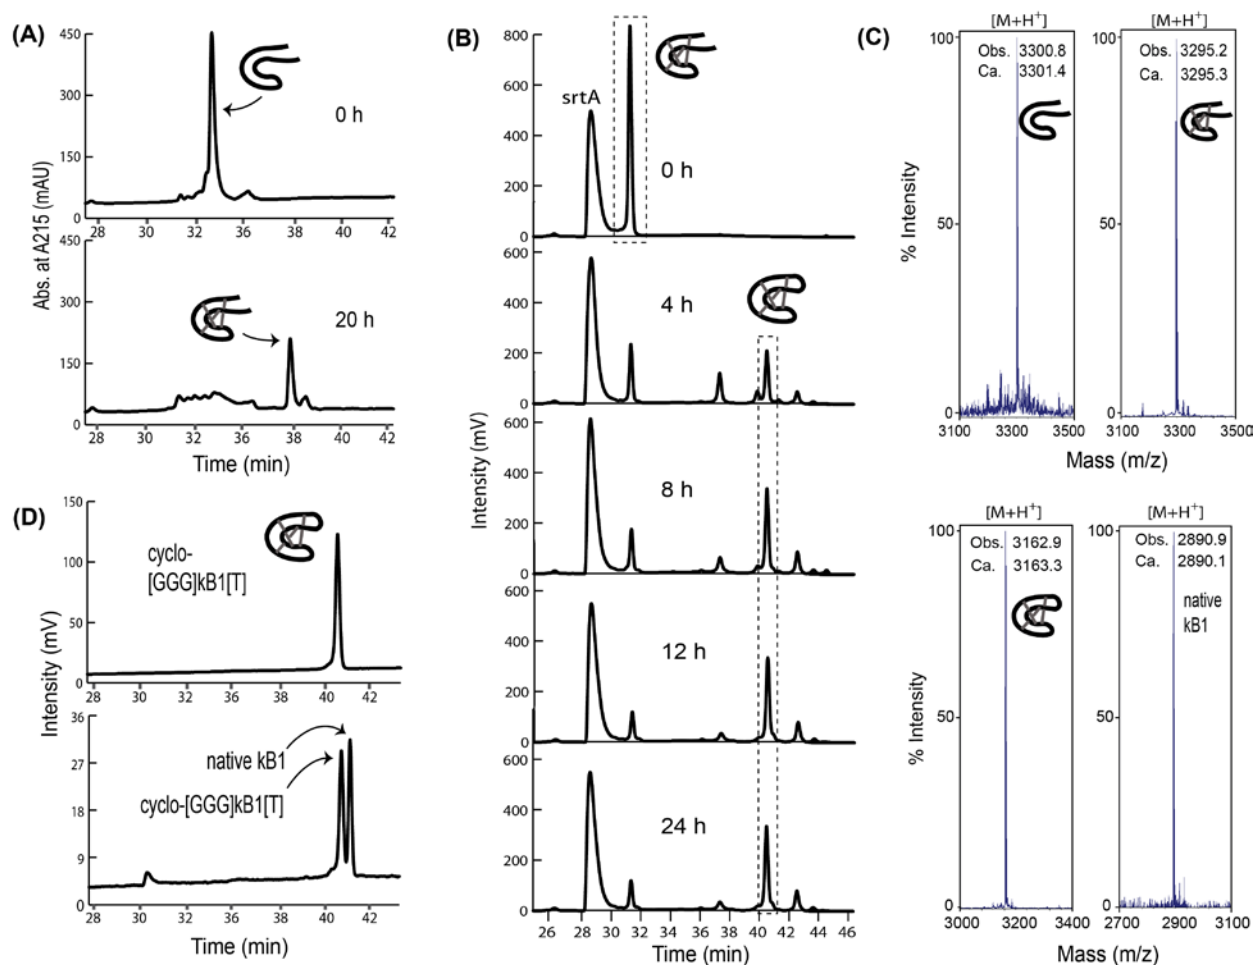 (A)
450
300
150
0
0 h
28
30
32
34
36
38
40
42
Abs. at A215 (mAU)
450
300
150
0
20 h
28
30
32
34
36
38
40
42
Time (min)
(B)
800
600
400
200
0
srtA
0 h
600
400
200
0
4 h
600
400
200
0
8 h
600
400
200
0
12 h
600
400
200
0
24 h
Intensity (mV)
26
28
30
32
34
36
38
40
42
44
46
Time (min)
(C)
[M+H+]
100
50
0
Obs. 3300.8
Ca. 3301.4
3100
3300
3500
[M+H+]
100
50
0
Obs. 3295.2
Ca. 3295.3
3100
3300
3500
% Intensity
Mass (m/z)
[M+H+]
100
50
0
Obs. 3162.9
Ca. 3163.3
3000
3200
3400
[M+H+]
100
50
0
Obs. 2890.9
Ca. 2890.1
native
kB1
2700
2900
3100
% Intensity
Mass (m/z)
(D)
150
100
50
0
cyclo-
[GGG]kB1[T]
28
30
32
34
36
38
40
42
Intensity (mV)
36
27
18
9
0
native kB1
cyclo-[GGG]kB1[T]
28
30
32
34
36
38
40
42
Time (min)